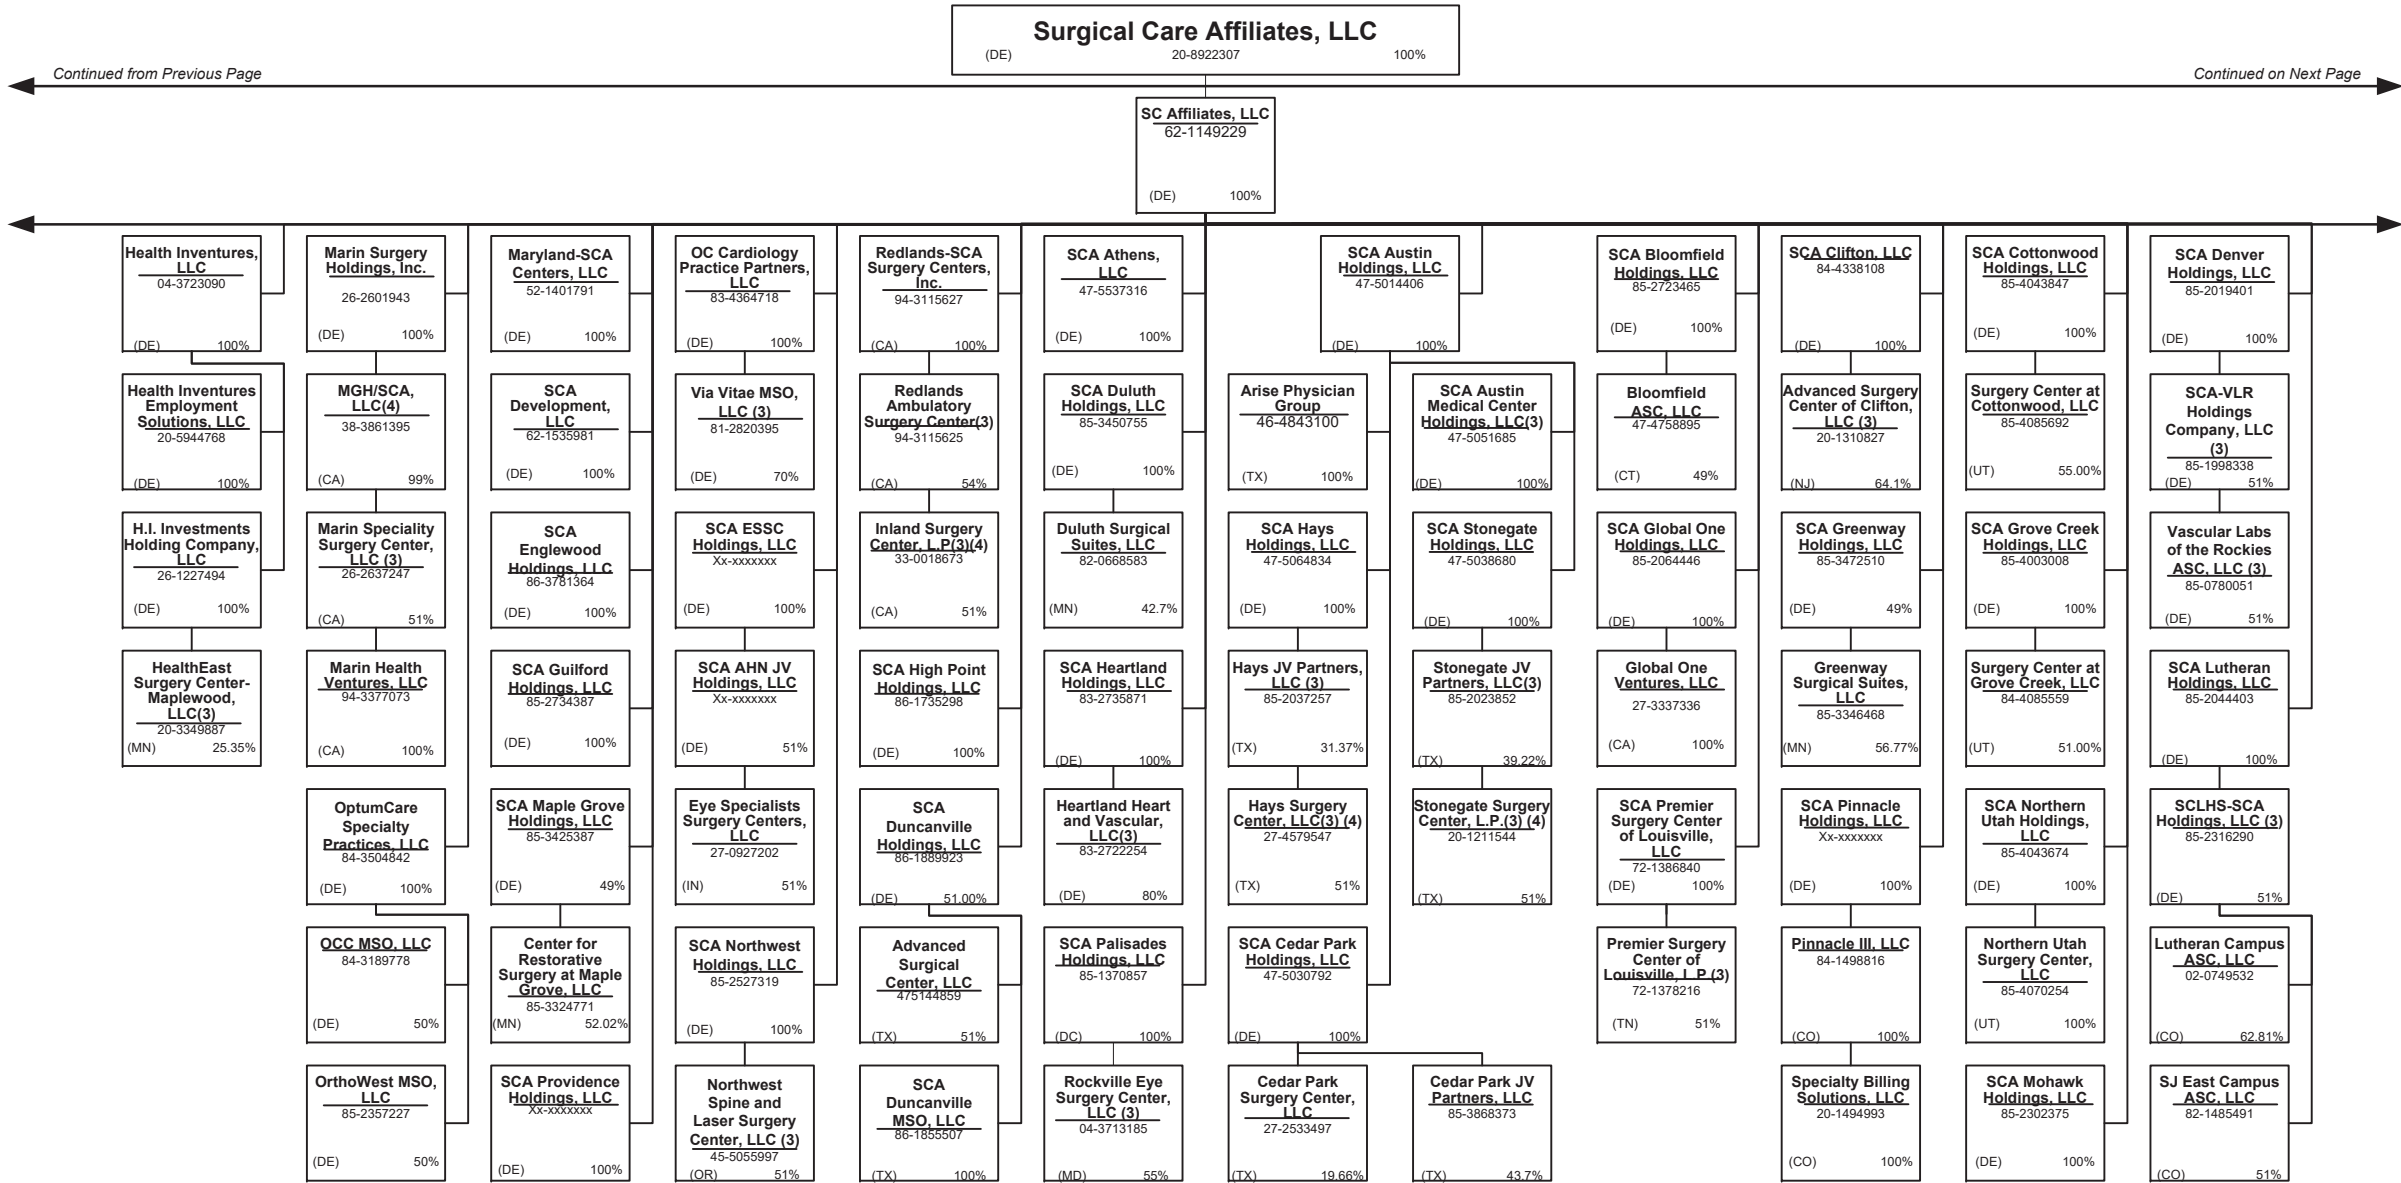 Surgical Care Affiliates, LLC
(DE) 20-8922307 100%
Continued from Previous Page
Continued on Next Page
SC Affiliates, LLC
62-1149229
(DE) 100%
Health Inventures,
LLC
04-3723090
(DE) 100%
Health Inventures
Employment
Solutions, LLC
20-5944768
(DE) 100%
H.I. Investments
Holding Company,
LLC
26-1227494
(DE) 100%
HealthEast
Surgery Center-
Maplewood,
LLC(3)
20-3349887
(MN) 25.35%
Marin Surgery
Holdings, Inc.
26-2601943
(DE) 100%
MGH/SCA,
LLC(4)
38-3861395
(CA) 99%
Marin Speciality
Surgery Center,
LLC (3)
26-2637247
(CA) 51%
Marin Health
Ventures, LLC
94-3377073
(CA) 100%
OptumCare
Specialty
Practices, LLC
84-3504842
(DE) 100%
OCC MSO, LLC
84-3189778
(DE) 50%
OrthoWest MSO,
LLC
85-2357227
(DE) 50%
Maryland-SCA
Centers, LLC
52-1401791
(DE) 100%
SCA
Development,
LLC
62-1535981
(DE) 100%
SCA
Englewood
Holdings, LLC
86-3781364
(DE) 100%
SCA Guilford
Holdings, LLC
85-2734387
(DE) 100%
SCA Maple Grove
Holdings, LLC
85-3425387
(DE) 49%
Center for
Restorative
Surgery at Maple
Grove, LLC
85-3324771
(MN) 52.02%
SCA Providence
Holdings, LLC
Xx-xxxxxxx
(DE) 100%
OC Cardiology
Practice Partners,
LLC
83-4364718
(DE) 100%
Via Vitae MSO,
LLC (3)
81-2820395
(DE) 70%
SCA ESSC
Holdings, LLC
Xx-xxxxxxx
(DE) 100%
SCA AHN JV
Holdings, LLC
Xx-xxxxxxx
(DE) 51%
Eye Specialists
Surgery Centers,
LLC
27-0927202
(IN) 51%
SCA Northwest
Holdings, LLC
85-2527319
(DE) 100%
Northwest
Spine and
Laser Surgery
Center, LLC (3)
45-5055997
(OR) 51%
Redlands-SCA
Surgery Centers,
Inc.
94-3115627
(CA) 100%
Redlands
Ambulatory
Surgery Center(3)
94-3115625
(CA) 54%
Inland Surgery
Center, L.P(3)(4)
33-0018673
(CA) 51%
SCA High Point
Holdings, LLC
86-1735298
(DE) 100%
SCA
Duncanville
Holdings, LLC
86-1889923
(DE) 51.00%
Advanced
Surgical
Center, LLC
475144859
(TX) 51%
SCA
Duncanville
MSO, LLC
86-1855507
(TX) 100%
SCA Athens,
LLC
47-5537316
(DE) 100%
SCA Duluth
Holdings, LLC
85-3450755
(DE) 100%
Duluth Surgical
Suites, LLC
82-0668583
(MN) 42.7%
SCA Heartland
Holdings, LLC
83-2735871
(DE) 100%
Heartland Heart
and Vascular,
LLC(3)
83-2722254
(DE) 80%
SCA Palisades
Holdings, LLC
85-1370857
(DC) 100%
Rockville Eye
Surgery Center,
LLC (3)
04-3713185
(MD) 55%
SCA Austin
Holdings, LLC
47-5014406
(DE) 100%
Arise Physician
Group
46-4843100
(TX) 100%
SCA Hays
Holdings, LLC
47-5064834
(DE) 100%
Hays JV Partners,
LLC (3)
85-2037257
(TX) 31.37%
Hays Surgery
Center, LLC(3) (4)
27-4579547
(TX) 51%
SCA Cedar Park
Holdings, LLC
47-5030792
(DE) 100%
Cedar Park
Surgery Center,
LLC
27-2533497
(TX) 19.66%
SCA Austin
Medical Center
Holdings, LLC(3)
47-5051685
(DE) 100%
SCA Stonegate
Holdings, LLC
47-5038680
(DE) 100%
Stonegate JV
Partners, LLC(3)
85-2023852
(TX) 39.22%
Stonegate Surgery
Center, L.P.(3) (4)
20-1211544
(TX) 51%
Cedar Park JV
Partners, LLC
85-3868373
(TX) 43.7%
SCA Bloomfield
Holdings, LLC
85-2723465
(DE) 100%
Bloomfield
ASC, LLC
47-4758895
(CT) 49%
SCA Global One
Holdings, LLC
85-2064446
(DE) 100%
Global One
Ventures, LLC
27-3337336
(CA) 100%
SCA Premier
Surgery Center
of Louisville,
LLC
72-1386840
(DE) 100%
Premier Surgery
Center of
Louisville, L.P.(3)
72-1378216
(TN) 51%
SCA Clifton, LLC
84-4338108
(DE) 100%
Advanced Surgery
Center of Clifton,
LLC (3)
20-1310827
(NJ) 64.1%
SCA Greenway
Holdings, LLC
85-3472510
(DE) 49%
Greenway
Surgical Suites,
LLC
85-3346468
(MN) 56.77%
SCA Pinnacle
Holdings, LLC
Xx-xxxxxxx
(DE) 100%
Pinnacle III, LLC
84-1498816
(CO) 100%
Specialty Billing
Solutions, LLC
20-1494993
(CO) 100%
SCA Cottonwood
Holdings, LLC
85-4043847
(DE) 100%
Surgery Center at
Cottonwood, LLC
85-4085692
(UT) 55.00%
SCA Grove Creek
Holdings, LLC
85-4003008
(DE) 100%
Surgery Center at
Grove Creek, LLC
84-4085559
(UT) 51.00%
SCA Northern
Utah Holdings,
LLC
85-4043674
(DE) 100%
Northern Utah
Surgery Center,
LLC
85-4070254
(UT) 100%
SCA Mohawk
Holdings, LLC
85-2302375
(DE) 100%
SCA Denver
Holdings, LLC
85-2019401
(DE) 100%
SCA-VLR
Holdings
Company, LLC
(3)
85-1998338
(DE) 51%
Vascular Labs
of the Rockies
ASC, LLC (3)
85-0780051
(DE) 51%
SCA Lutheran
Holdings, LLC
85-2044403
(DE) 100%
SCLHS-SCA
Holdings, LLC (3)
85-2316290
(DE) 51%
Lutheran Campus
ASC, LLC
02-0749532
(CO) 62.81%
SJ East Campus
ASC, LLC
82-1485491
(CO) 51%